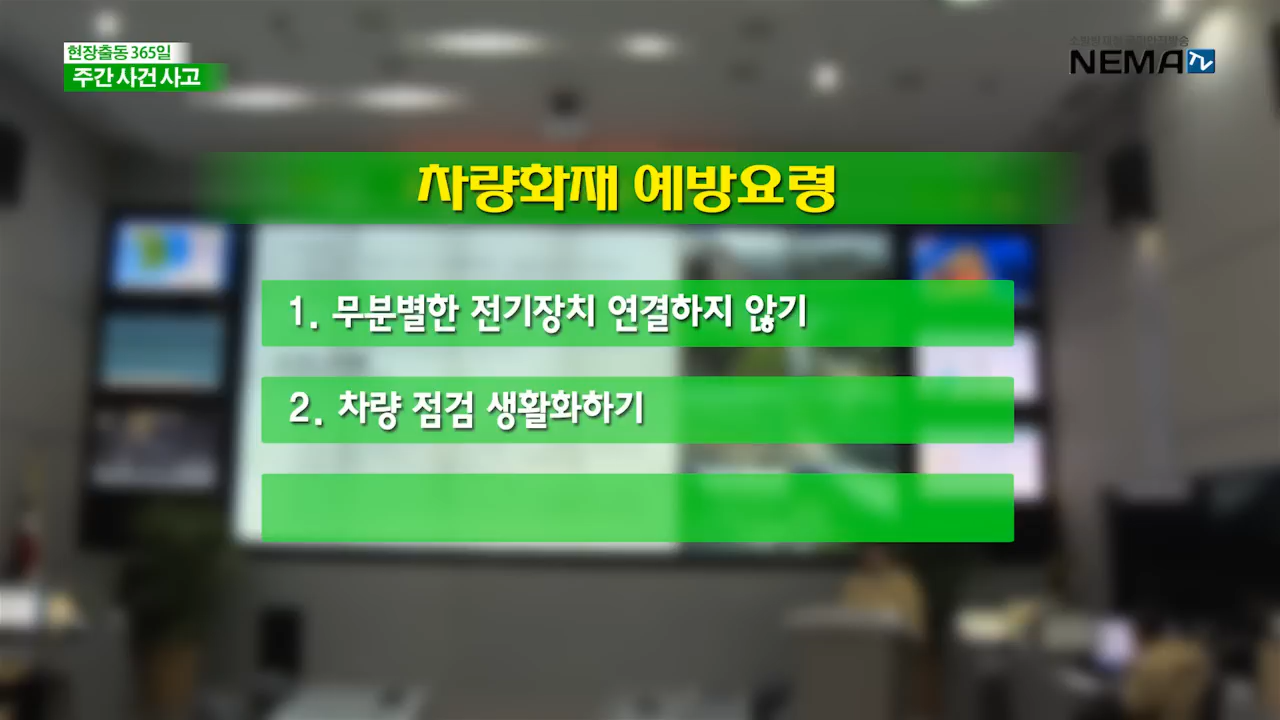 현장출동 365일
주간 사건 사고
NEMA TV
차량화재 예방요령
1. 무분별한 전기장치 연결하지 않기
2. 차량 점검 생활화하기